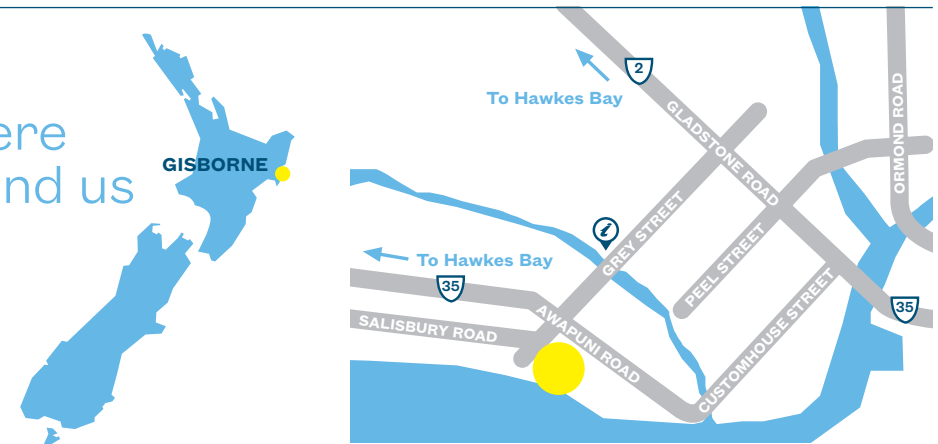 ere
nd us
GISBORNE
2
To Hawkes Bay
GLADSTONE ROAD
ORMOND ROAD
i
GREY STREET
PEEL STREET
To Hawkes Bay
35
AWAPUNI ROAD
SALISBURY ROAD
CUSTOMHOUSE STREET
35